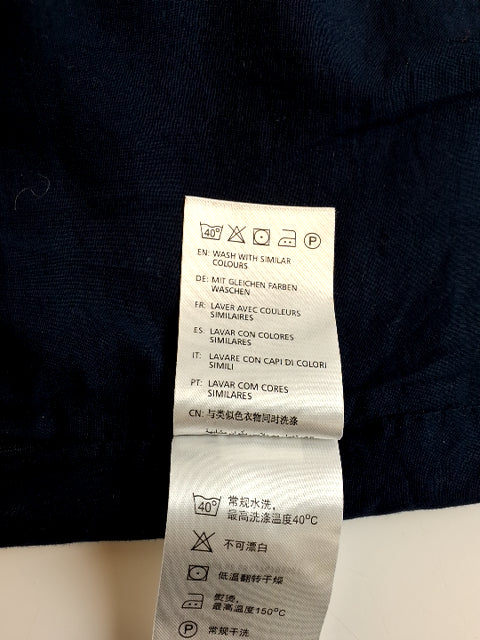 40° P
EN: WASH WITH SIMILAR
COLOURS
DE: MIT GLEICHEN FARBEN
WASCHEN
FR: LAVER AVEC COULEURS
SIMILAIRES
ES: LAVAR CON COLORES
SIMILARES
IT: LAVARE CON CAPI DI COLORI
SIMILI
PT: LAVAR COM CORES
SIMILARES
CN: 与类似色衣物同时洗涤
40° 常规水洗,
最高洗涤温度40°C
不可漂白
低温翻转干燥
熨烫,
最高温度150°C
P 常规干洗